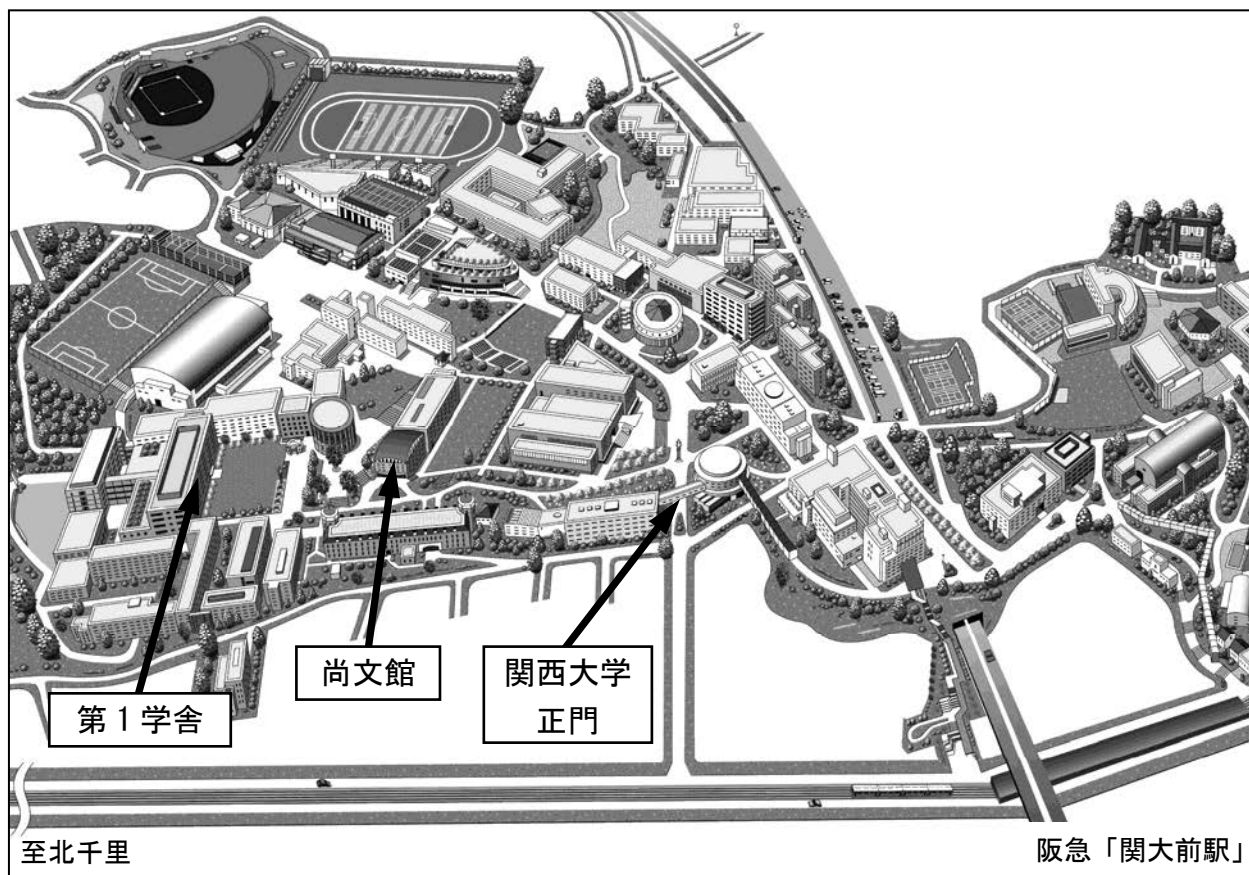 尚文館
関西大学
正門
第1学舎
至北千里
阪急「関大前駅」